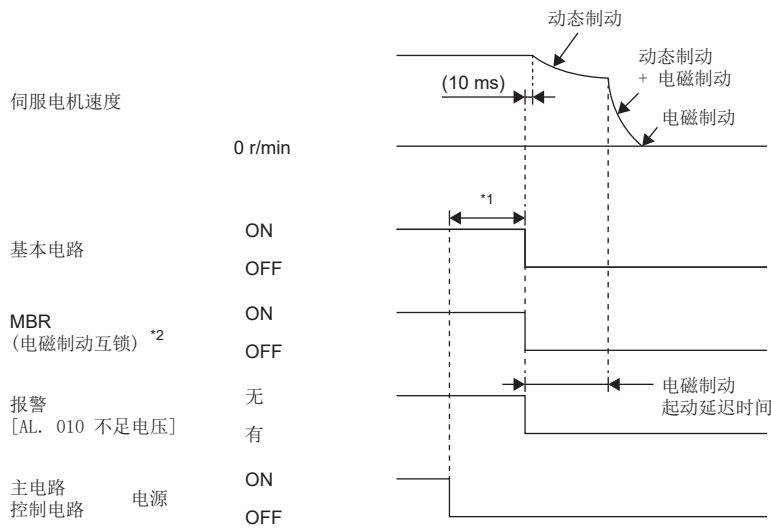 动态制动
动态制动
+ 电磁制动
(10 ms)
伺服电机速度
电磁制动
0 r/min
*1
ON
基本电路
OFF
ON
MBR
(电磁制动互锁) *2
OFF
无
电磁制动
起动延迟时间
报警
[AL. 010 不足电压]
有
ON
主电路
控制电路
电源
OFF